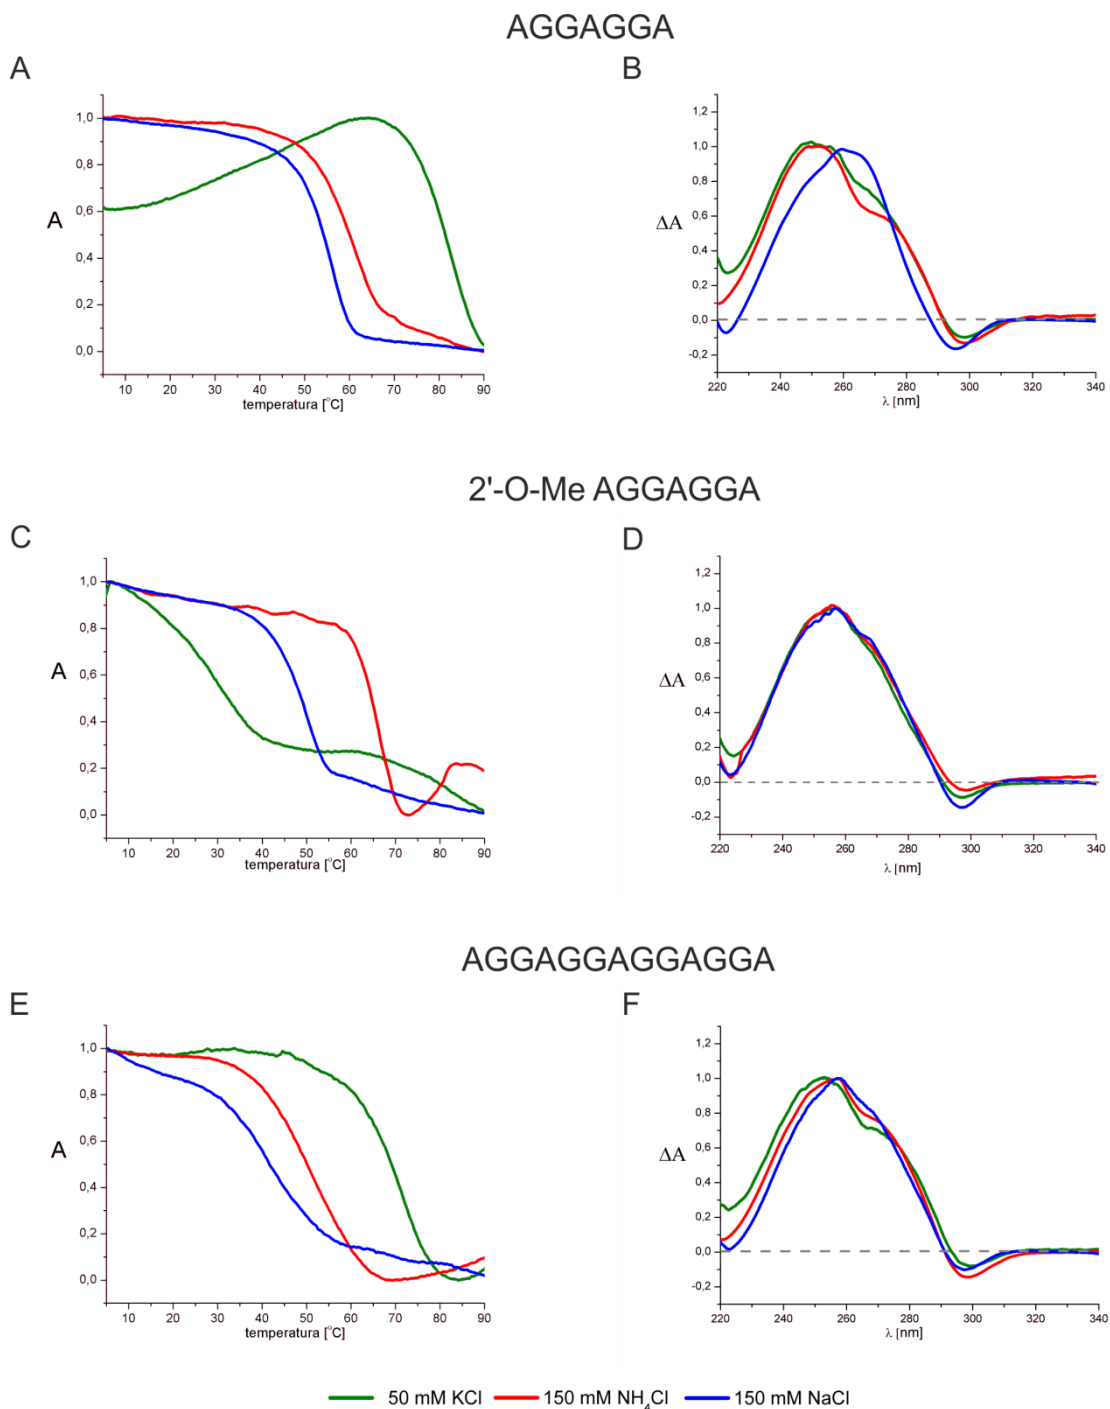 AGGAGGA
A
B
1,0
0,8
0,6
0,4
0,2
0,0
A
10 20 30 40 50 60 70 80 90
temperatura [°C]
1,2
1,0
0,8
0,6
0,4
0,2
0,0
-0,2
ΔA
220 240 260 280 300 320 340
λ [nm]
2'-O-Me AGGAGGA
C
D
1,0
0,8
0,6
0,4
0,2
0,0
A
10 20 30 40 50 60 70 80 90
temperatura [°C]
1,2
1,0
0,8
0,6
0,4
0,2
0,0
-0,2
ΔA
220 240 260 280 300 320 340
λ [nm]
AGGAGGAGGAGGA
E
F
1,0
0,8
0,6
0,4
0,2
0,0
A
10 20 30 40 50 60 70 80 90
temperatura [°C]
1,2
1,0
0,8
0,6
0,4
0,2
0,0
-0,2
ΔA
220 240 260 280 300 320 340
λ [nm]
50 mM KCl 150 mM NH₄Cl 150 mM NaCl